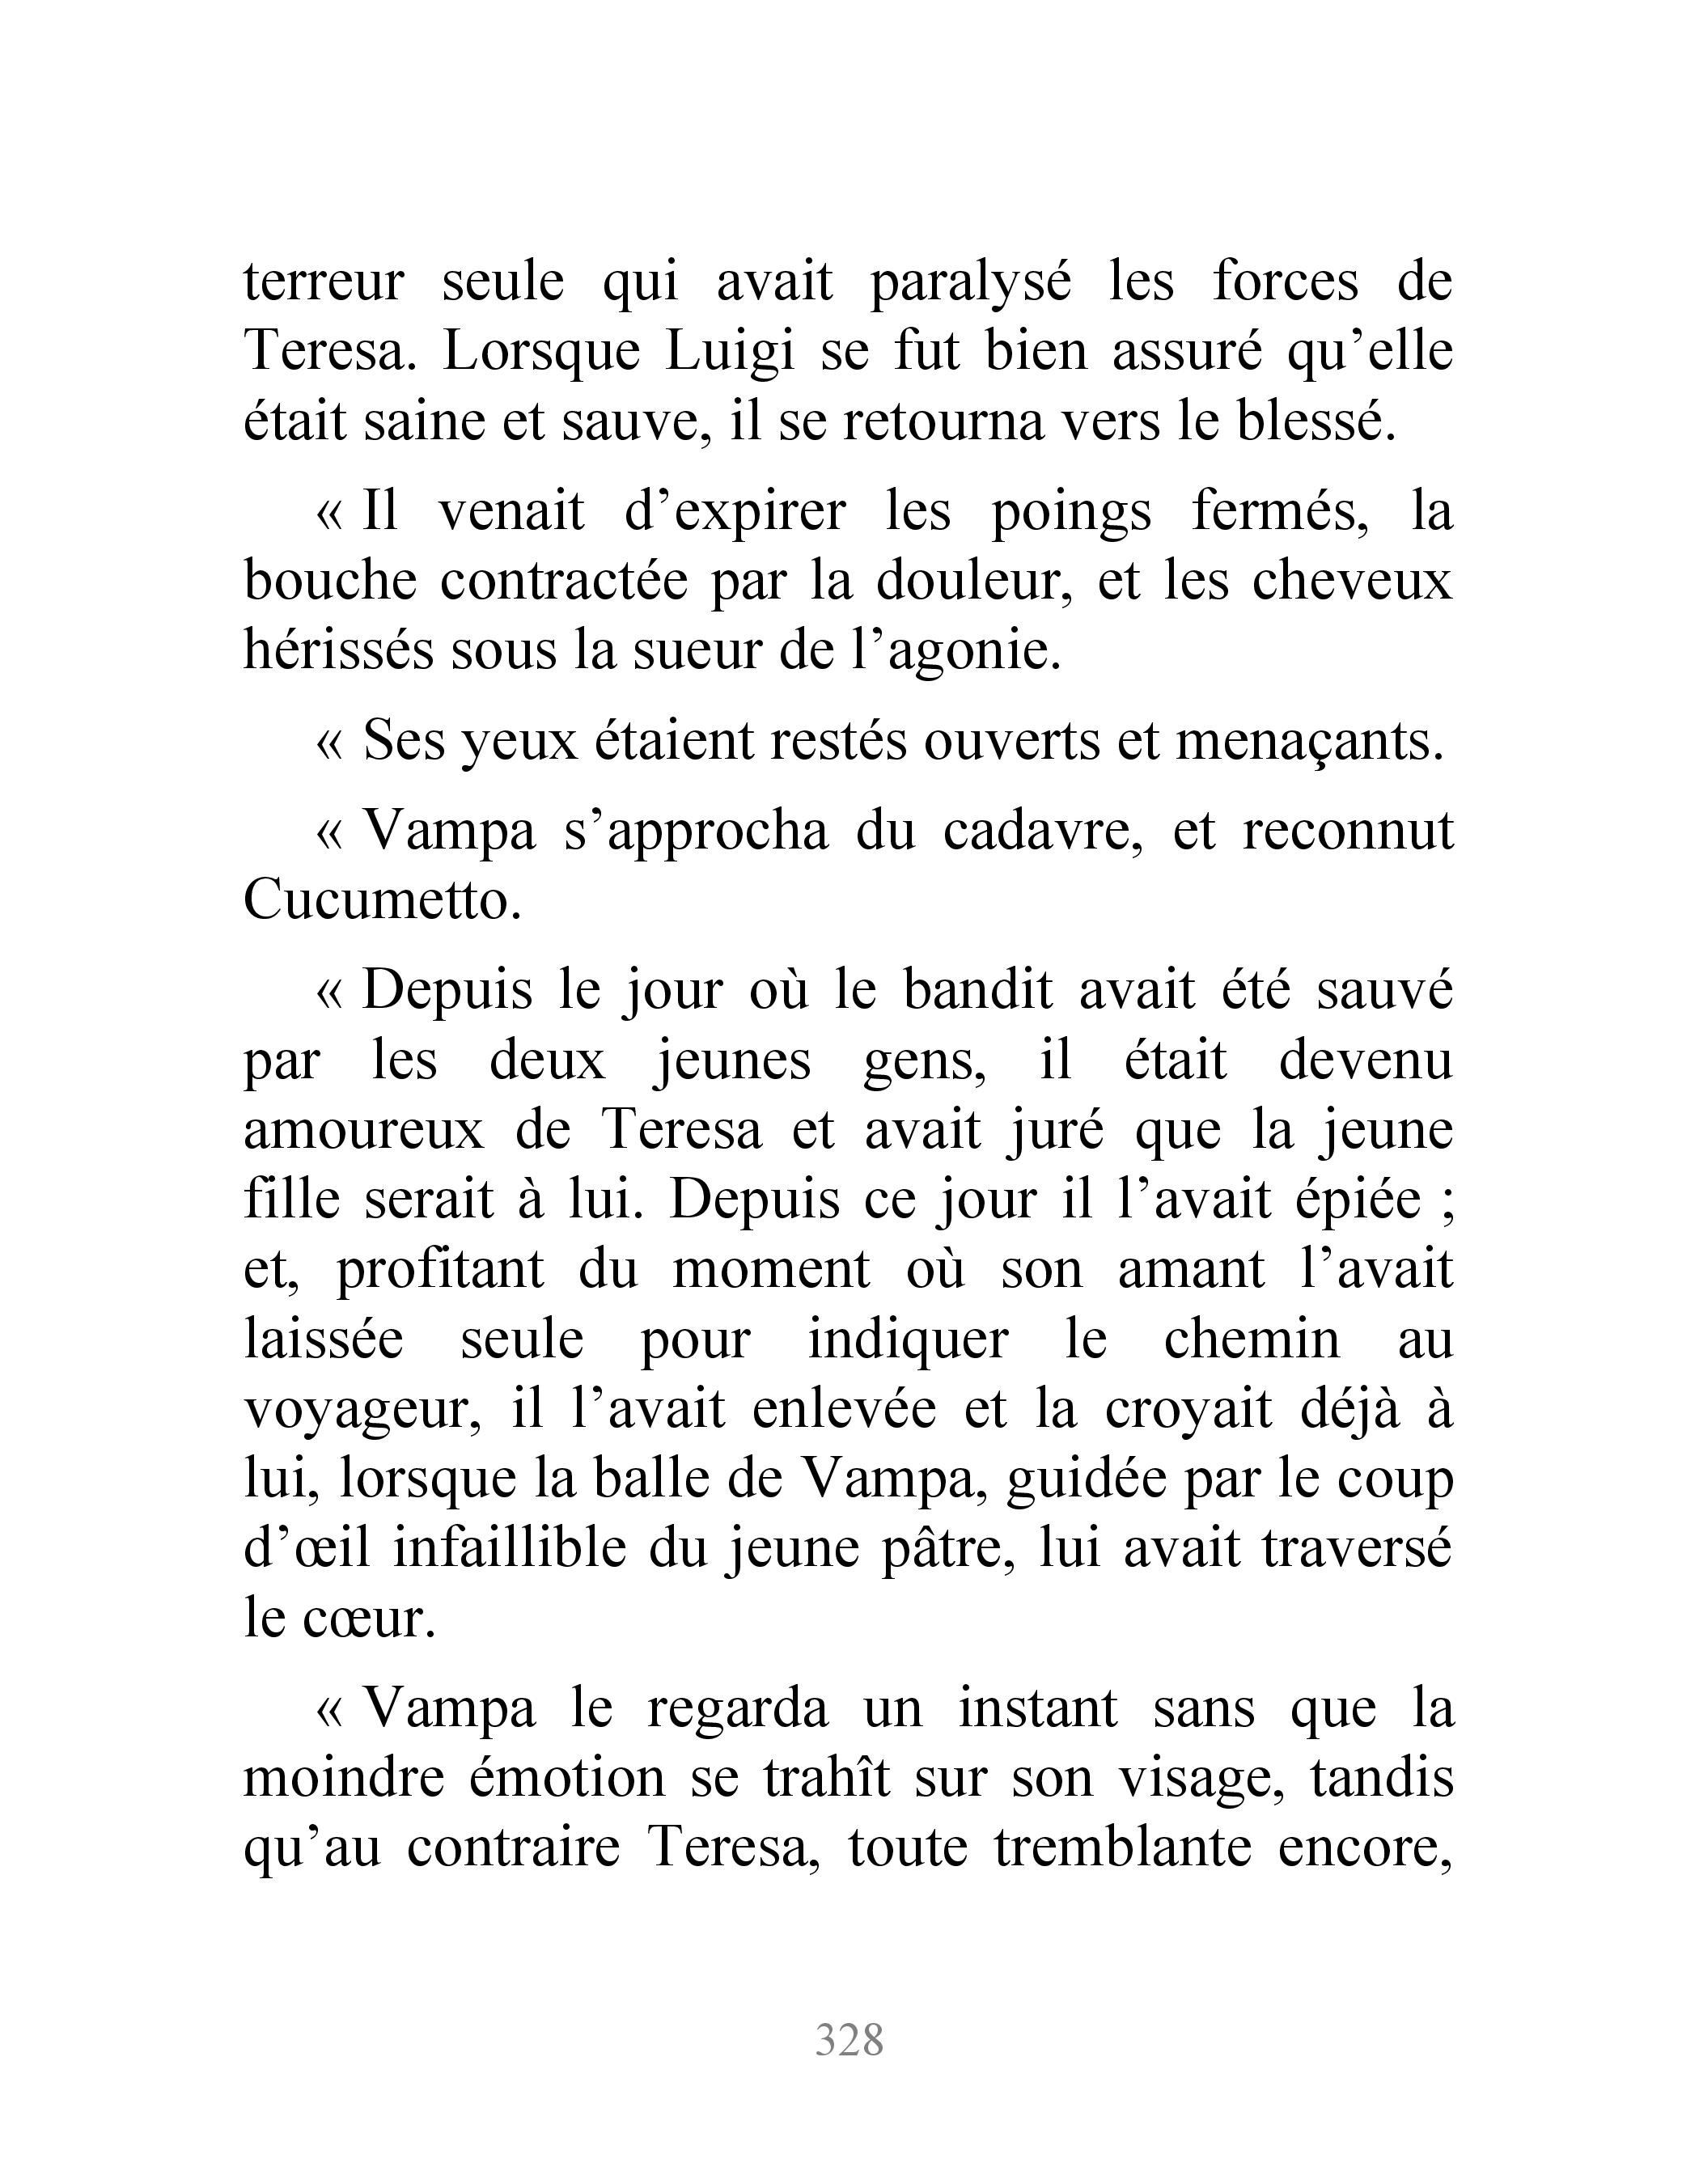 terreur seule qui avait paralysé les forces de
Teresa. Lorsque Luigi se fut bien assuré qu’elle
était saine et sauve, il se retourna vers le blessé.
« Il venait d’expirer les poings fermés, la
bouche contractée par la douleur, et les cheveux
hérissés sous la sueur de l’agonie.
« Ses yeux étaient restés ouverts et menaçants.
« Vampa s’approcha du cadavre, et reconnut
Cucumetto.
« Depuis le jour où le bandit avait été sauvé
par les deux jeunes gens, il était devenu
amoureux de Teresa et avait juré que la jeune
fille serait à lui. Depuis ce jour il l’avait épiée ;
et, profitant du moment où son amant l’avait
laissée seule pour indiquer le chemin au
voyageur, il l’avait enlevée et la croyait déjà à
lui, lorsque la balle de Vampa, guidée par le coup
d’œil infaillible du jeune pâtre, lui avait traversé
le cœur.
« Vampa le regarda un instant sans que la
moindre émotion se trahît sur son visage, tandis
qu’au contraire Teresa, toute tremblante encore,
328